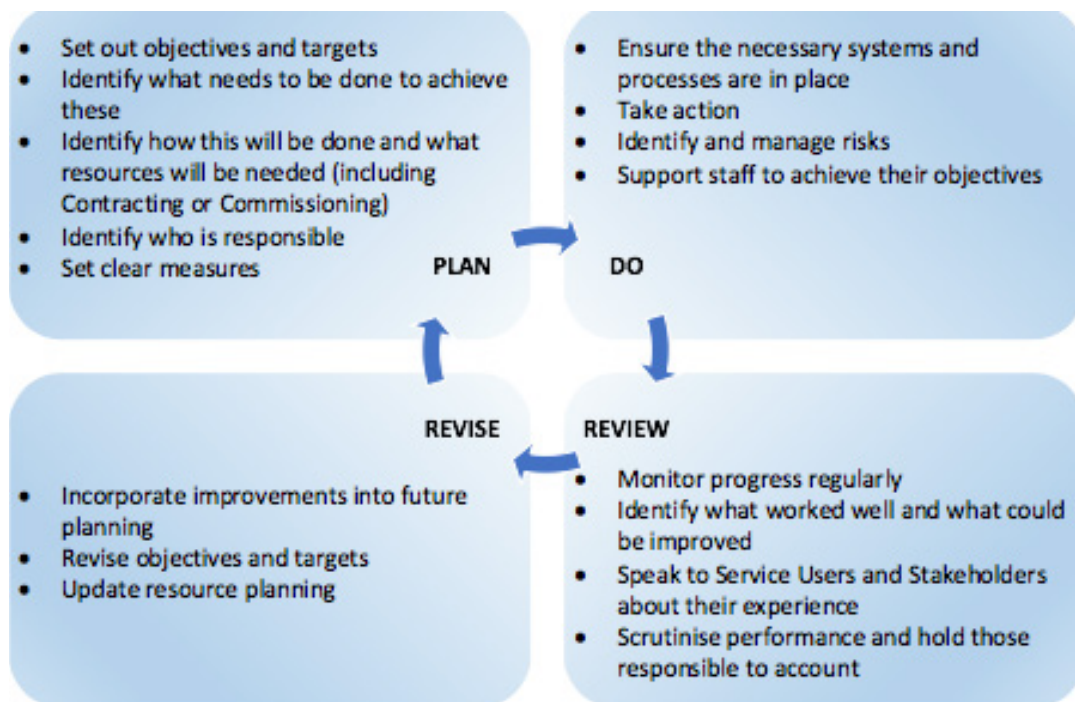 • Set out objectives and targets
• Identify what needs to be done to achieve
these
• Identify how this will be done and what
resources will be needed (including
Contracting or Commissioning)
• Identify who is responsible
• Set clear measures
PLAN
• Ensure the necessary systems and
processes are in place
• Take action
• Identify and manage risks
• Support staff to achieve their objectives
DO
REVIEW
• Monitor progress regularly
• Identify what worked well and what could
be improved
• Speak to Service Users and Stakeholders
about their experience
• Scrutinise performance and hold those
responsible to account
REVISE
• Incorporate improvements into future
planning
• Revise objectives and targets
• Update resource planning